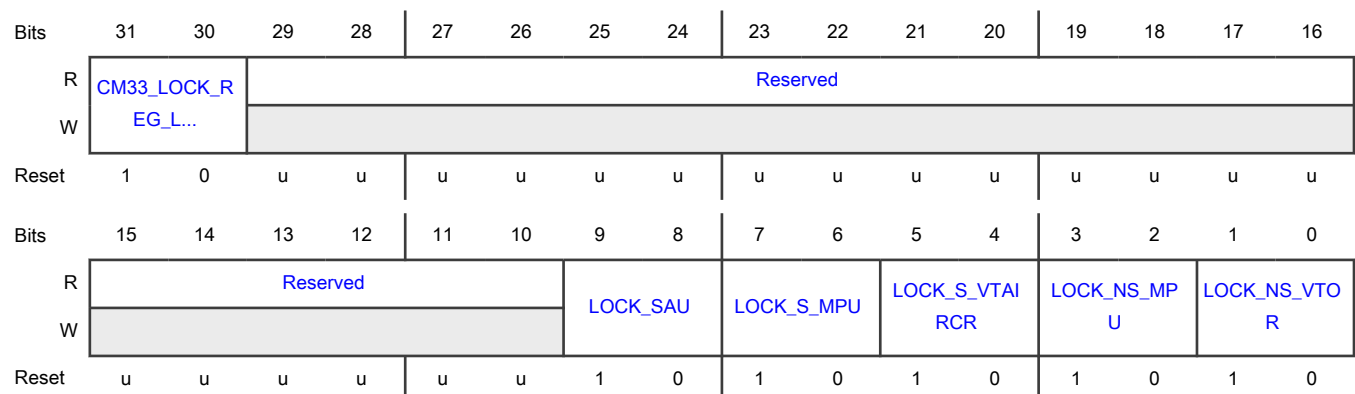 Bits 31 30 29 28 27 26 25 24 23 22 21 20 19 18 17 16
R CM33_LOCK_R Reserved
W EG_L...
Reset 1 0 u u u u u u u u u u u u u u
Bits 15 14 13 12 11 10 9 8 7 6 5 4 3 2 1 0
R Reserved LOCK_SAU LOCK_S_MPU LOCK_S_VTAI LOCK_NS_MP LOCK_NS_VTO
W RCR U R
Reset u u u u u u 1 0 1 0 1 0 1 0 1 0